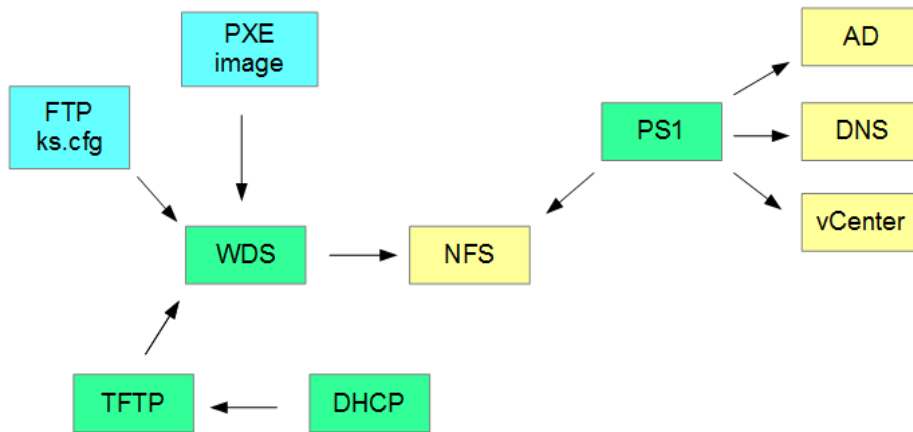 PXE
image
AD
FTP
ks.cfg
PS1
DNS
vCenter
WDS
NFS
TFTP
DHCP